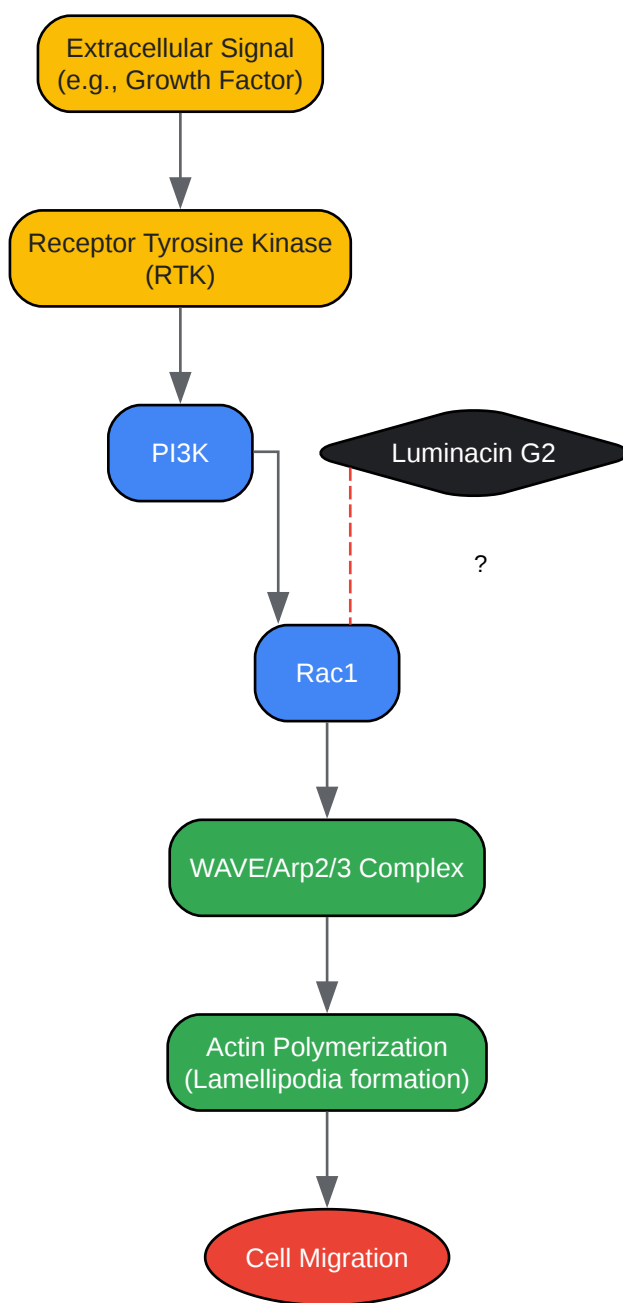 Extracellular Signal
(e.g., Growth Factor)
Receptor Tyrosine Kinase
(RTK)
PI3K
Luminacin G2
?
Rac1
WAVE/Arp2/3 Complex
Actin Polymerization
(Lamellipodia formation)
Cell Migration